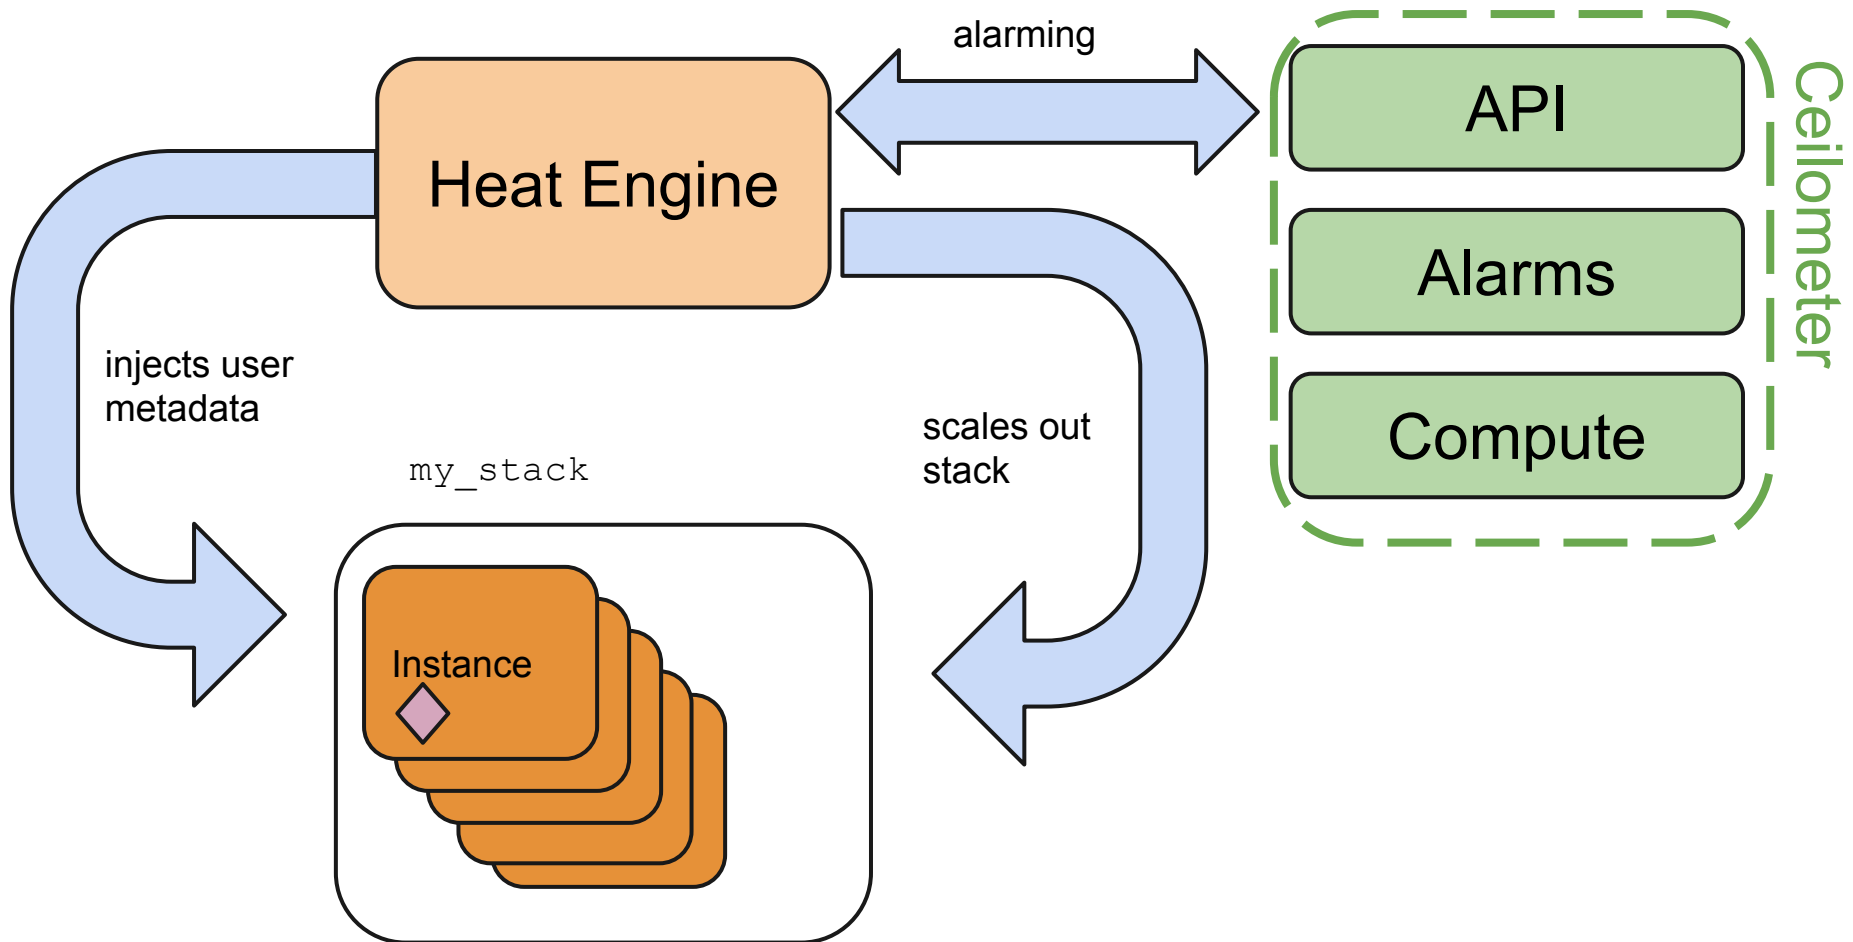 alarming
Heat Engine
API
Alarms
Compute
Ceilometer
injects user
metadata
scales out
stack
my_stack
Instance